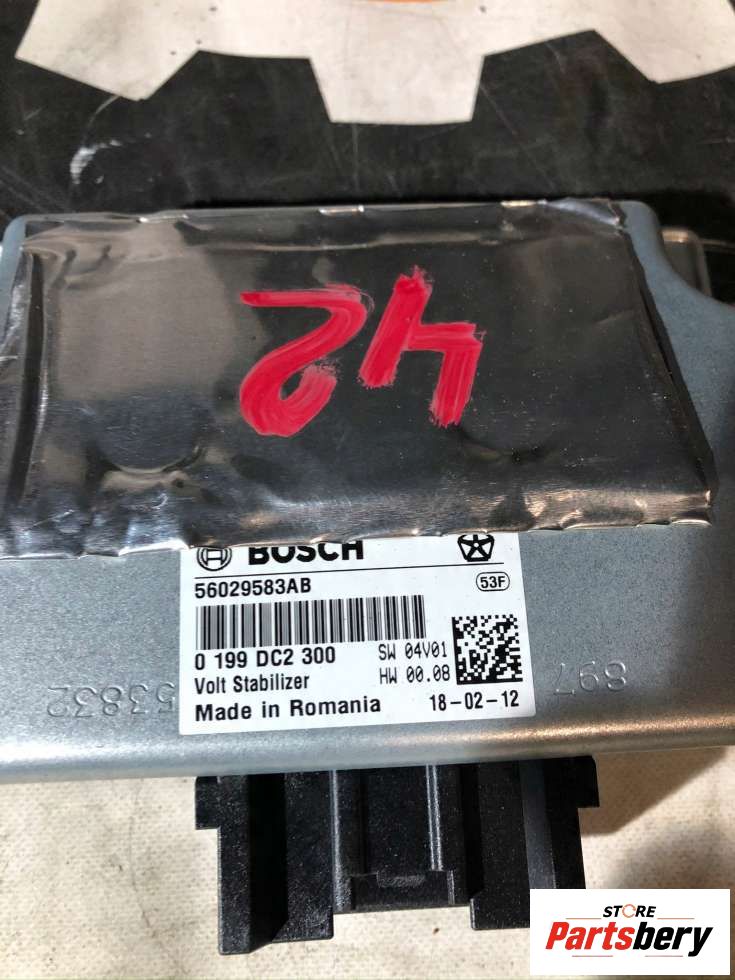 42
BOSCH
56029583AB
53F
0 199 DC2 300
SW 04V01
Volt Stabilizer
HW 00.08
Made in Romania
18-02-12
53832
897
STORE
Partsbery